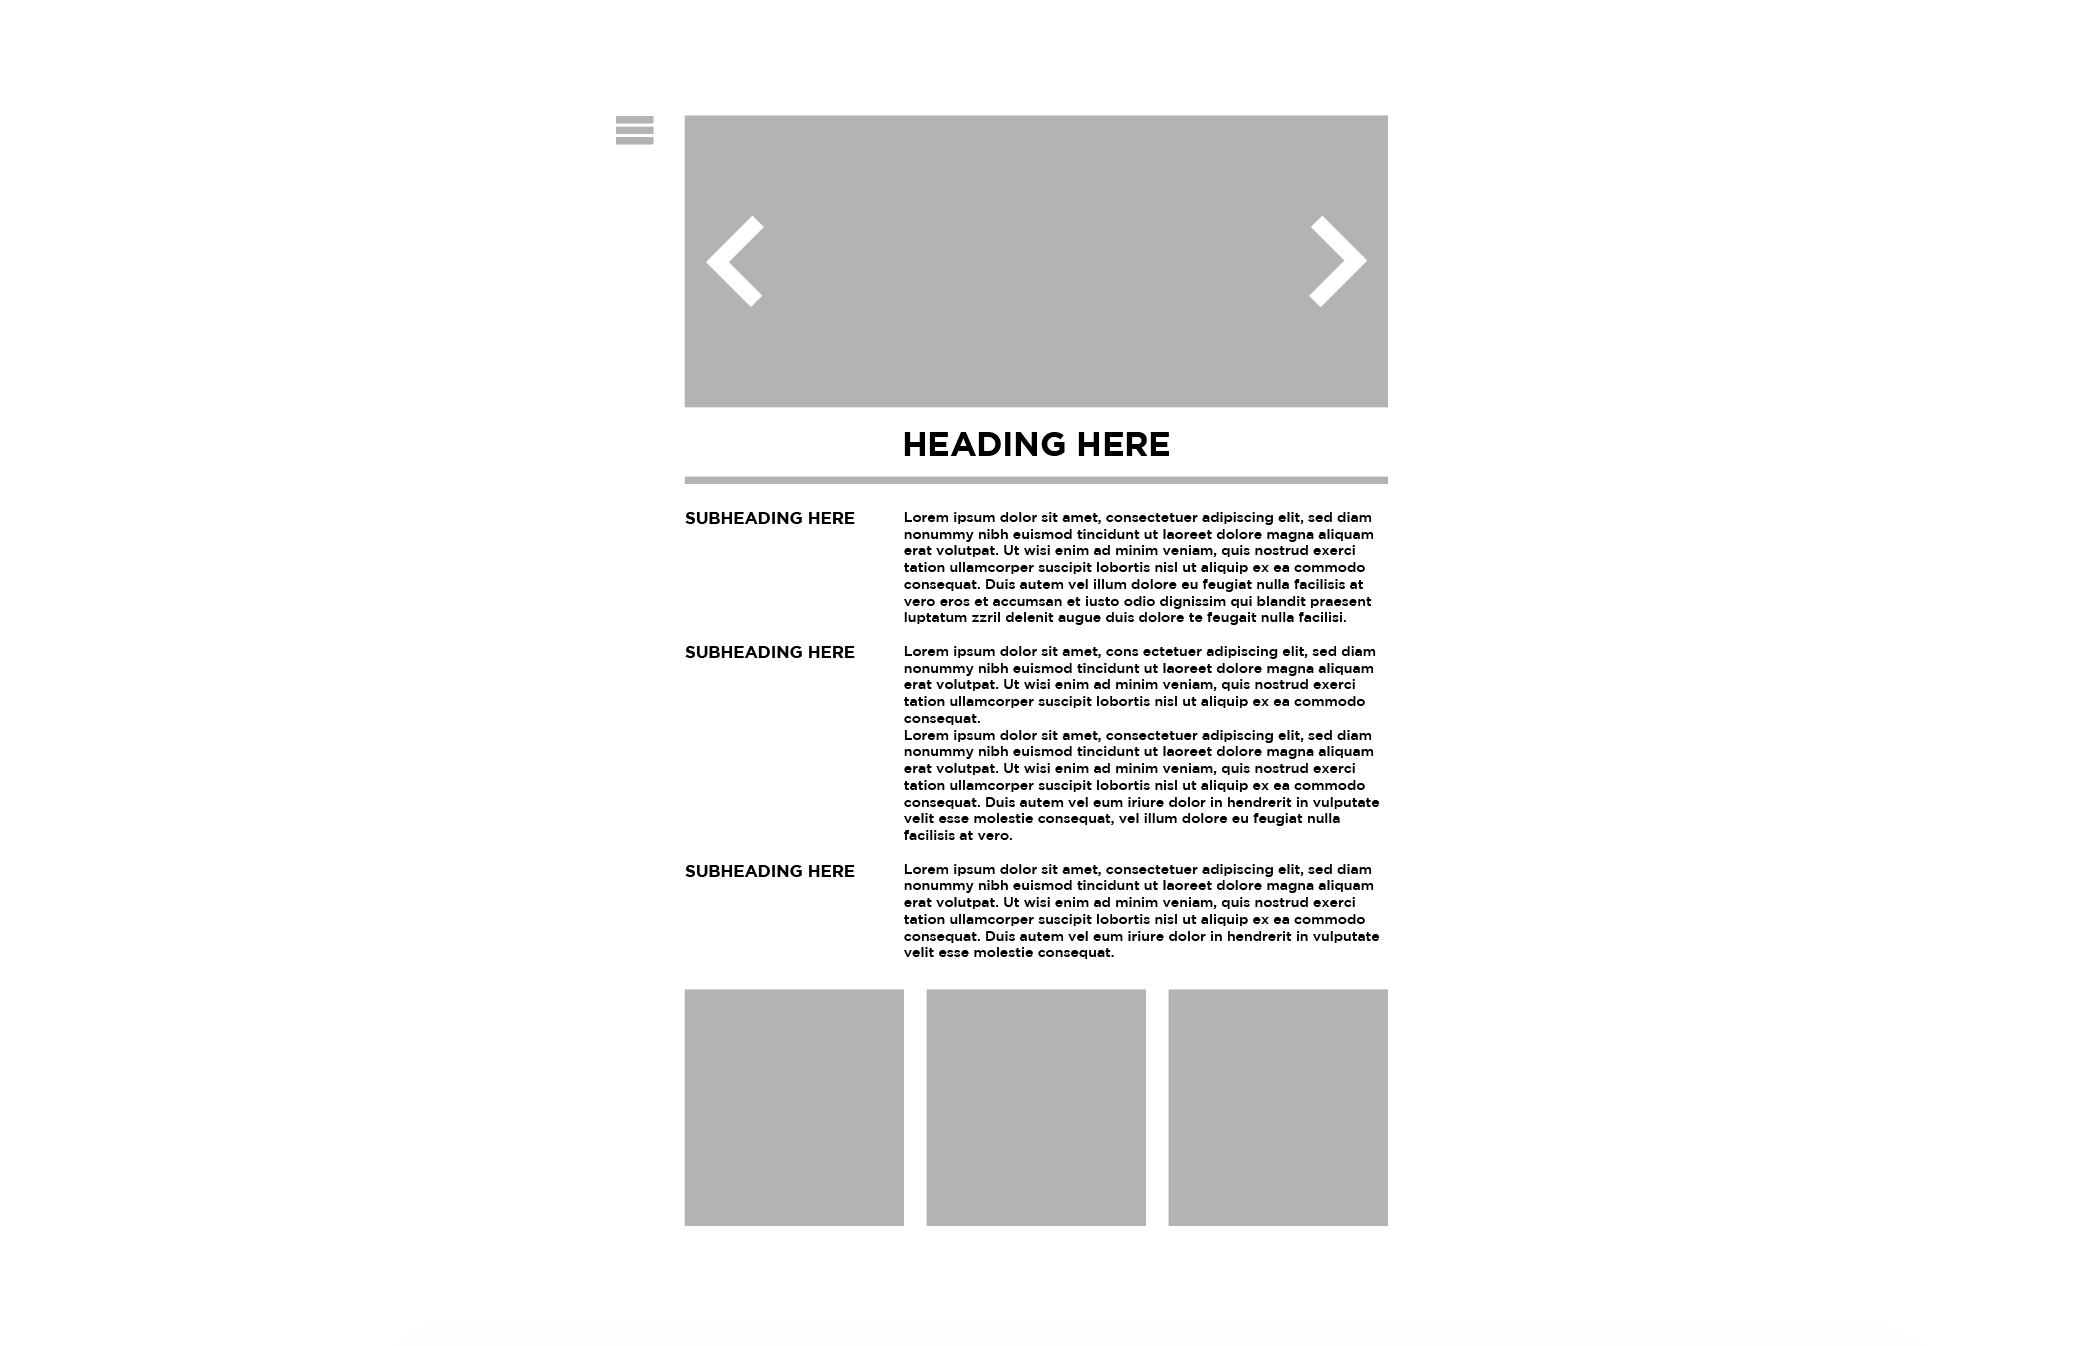 HEADING HERE
SUBHEADING HERE
Lorem ipsum dolor sit amet, consectetuer adipiscing elit, sed diam
nonummy nibh euismod tincidunt ut laoreet dolore magna aliquam
erat volutpat. Ut wisi enim ad minim veniam, quis nostrud exerci
tation ullamcorper suscipit lobortis nisl ut aliquip ex ea commodo
consequat. Duis autem vel illum dolore eu feugiat nulla facilisis at
vero eros et accumsan et iusto odio dignissim qui blandit praesent
luptatum zzril delenit augue duis dolore te feugait nulla facilisi.
SUBHEADING HERE
Lorem ipsum dolor sit amet, cons ectetuer adipiscing elit, sed diam
nonummy nibh euismod tincidunt ut laoreet dolore magna aliquam
erat volutpat. Ut wisi enim ad minim veniam, quis nostrud exerci
tation ullamcorper suscipit lobortis nisl ut aliquip ex ea commodo
consequat.
Lorem ipsum dolor sit amet, consectetuer adipiscing elit, sed diam
nonummy nibh euismod tincidunt ut laoreet dolore magna aliquam
erat volutpat. Ut wisi enim ad minim veniam, quis nostrud exerci
tation ullamcorper suscipit lobortis nisl ut aliquip ex ea commodo
consequat. Duis autem vel eum iriure dolor in hendrerit in vulputate
velit esse molestie consequat, vel illum dolore eu feugiat nulla
facilisis at vero.
SUBHEADING HERE
Lorem ipsum dolor sit amet, consectetuer adipiscing elit, sed diam
nonummy nibh euismod tincidunt ut laoreet dolore magna aliquam
erat volutpat. Ut wisi enim ad minim veniam, quis nostrud exerci
tation ullamcorper suscipit lobortis nisl ut aliquip ex ea commodo
consequat. Duis autem vel eum iriure dolor in hendrerit in vulputate
velit esse molestie consequat.